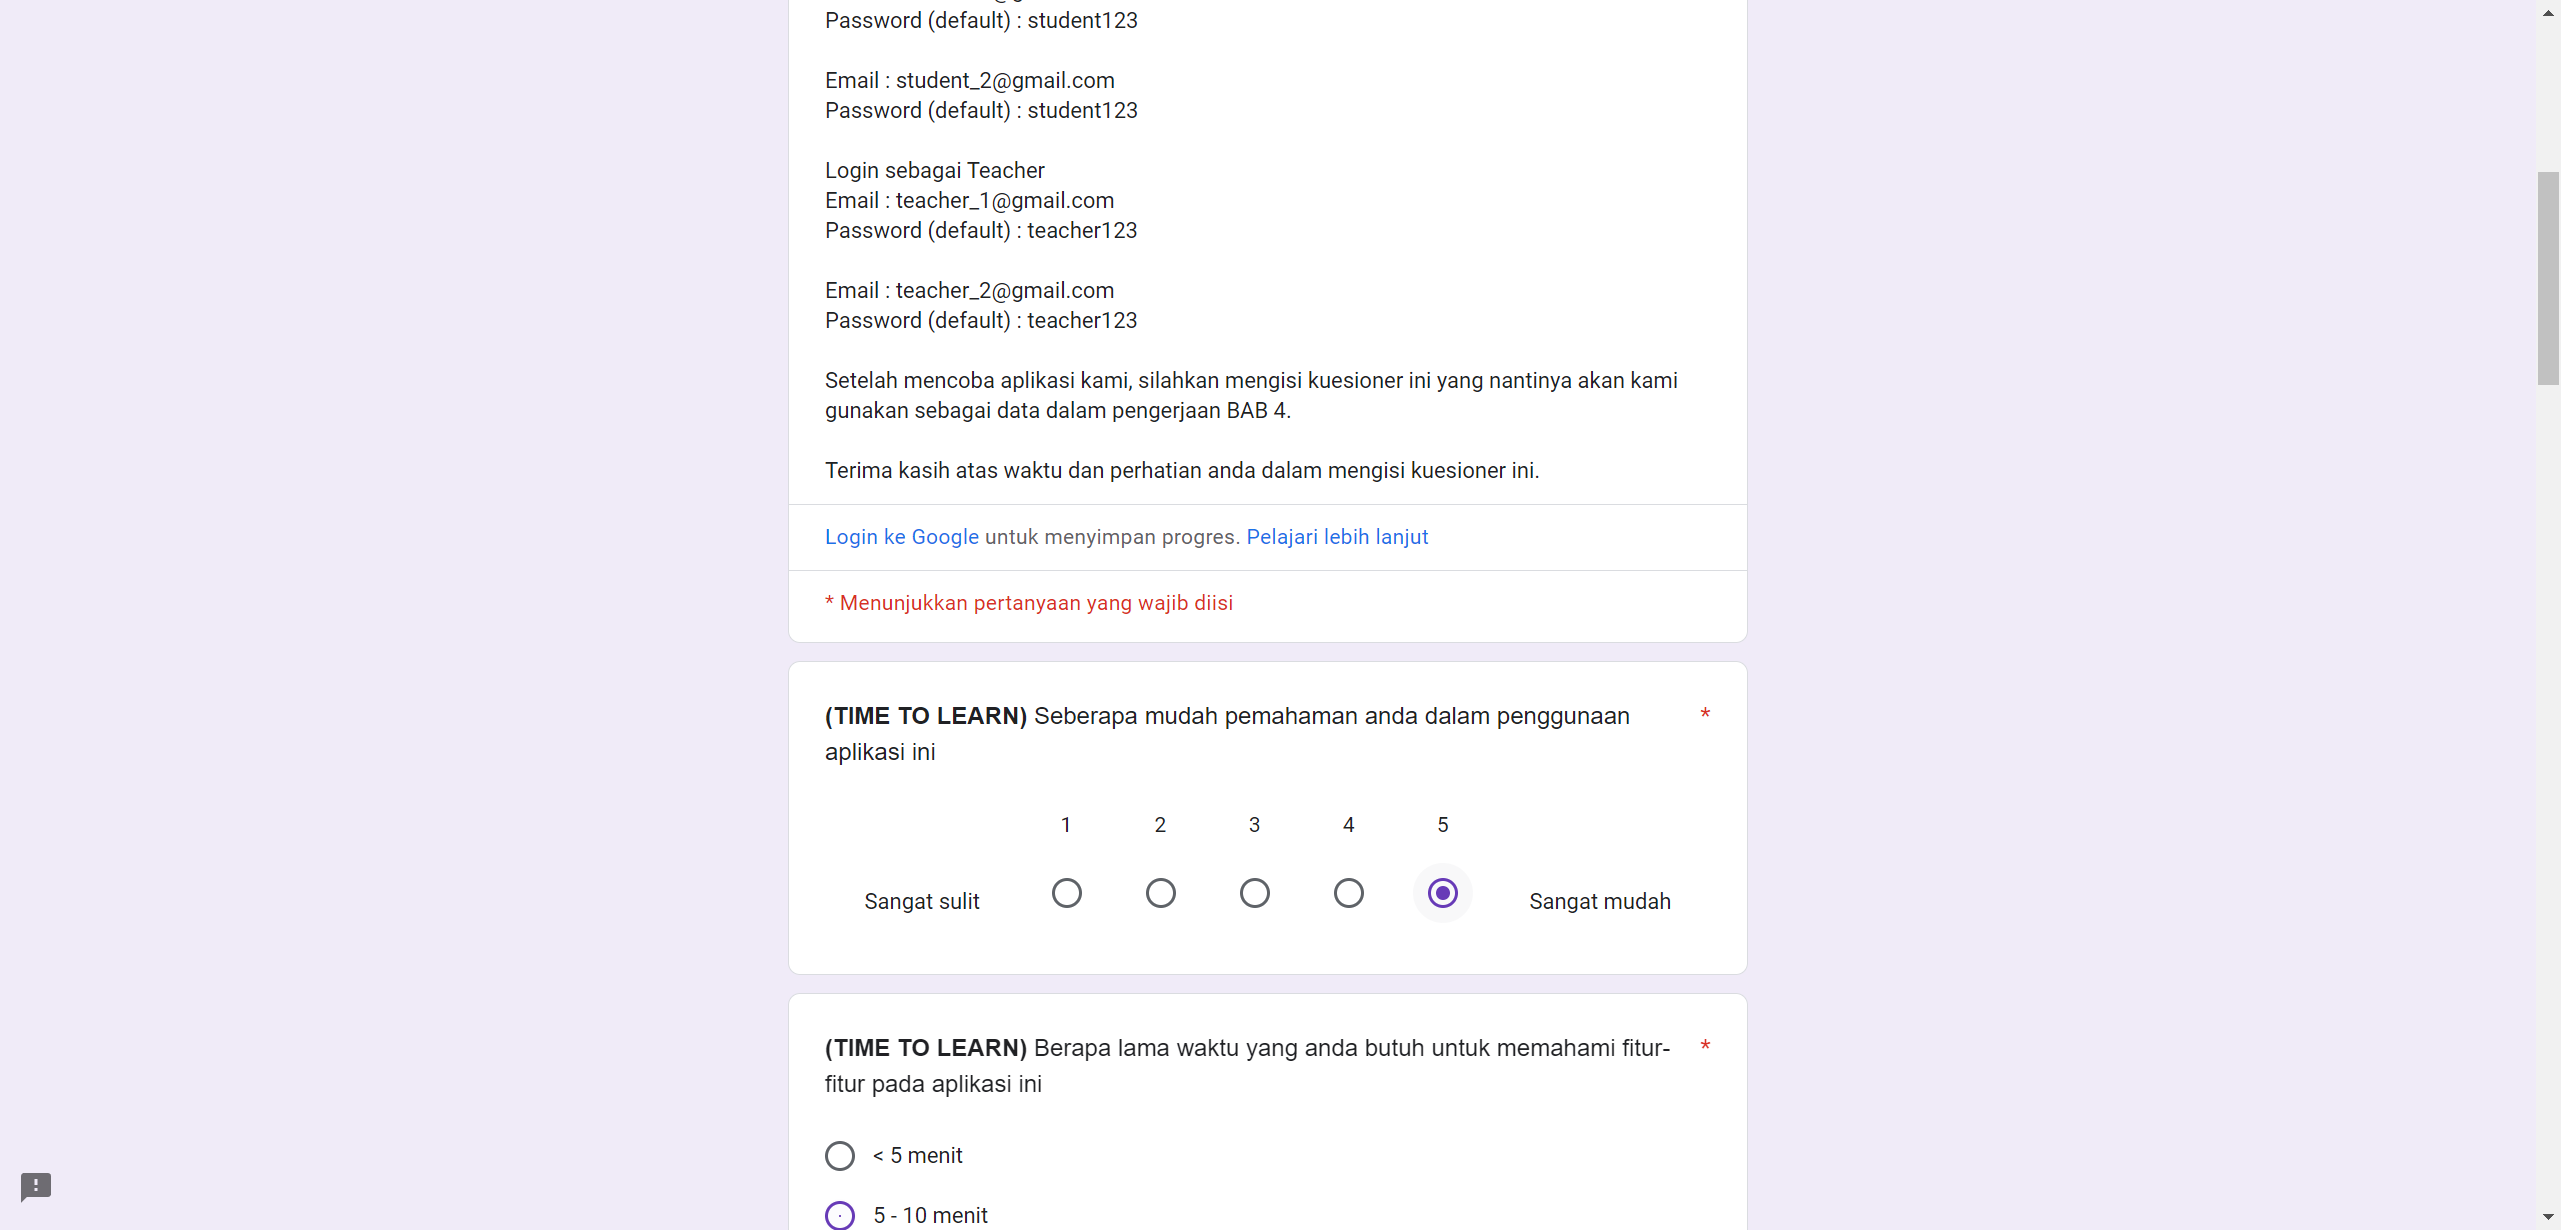 Password (default) : student123
Email : student_2@gmail.com
Password (default) : student123
Login sebagai Teacher
Email : teacher_1@gmail.com
Password (default) : teacher123
Email : teacher_2@gmail.com
Password (default) : teacher123
Setelah mencoba aplikasi kami, silahkan mengisi kuesioner ini yang nantinya akan kami
gunakan sebagai data dalam pengerjaan BAB 4.
Terima kasih atas waktu dan perhatian anda dalam mengisi kuesioner ini.
Login ke Google untuk menyimpan progres. Pelajari lebih lanjut
* Menunjukkan pertanyaan yang wajib diisi
(TIME TO LEARN) Seberapa mudah pemahaman anda dalam penggunaan *
aplikasi ini
1 2 3 4 5
Sangat sulit Sangat mudah
(TIME TO LEARN) Berapa lama waktu yang anda butuh untuk memahami fitur- *
fitur pada aplikasi ini
< 5 menit
5 - 10 menit